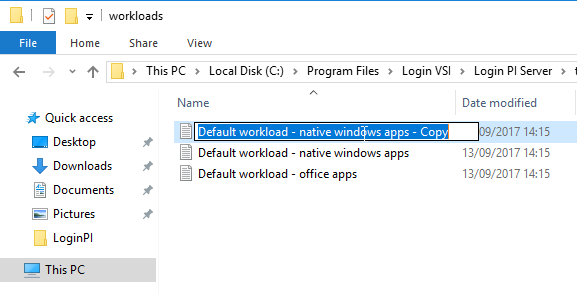 workloads
File Home Share View
This PC Local Disk (C:) Program Files Login VSI Login PI Server
Name Date modified
Quick access
Desktop
Downloads
Documents
Pictures
LoginPI
This PC
Default workload - native windows apps - Copy 09/2017 14:15
Default workload - native windows apps 13/09/2017 14:15
Default workload - office apps 13/09/2017 14:15